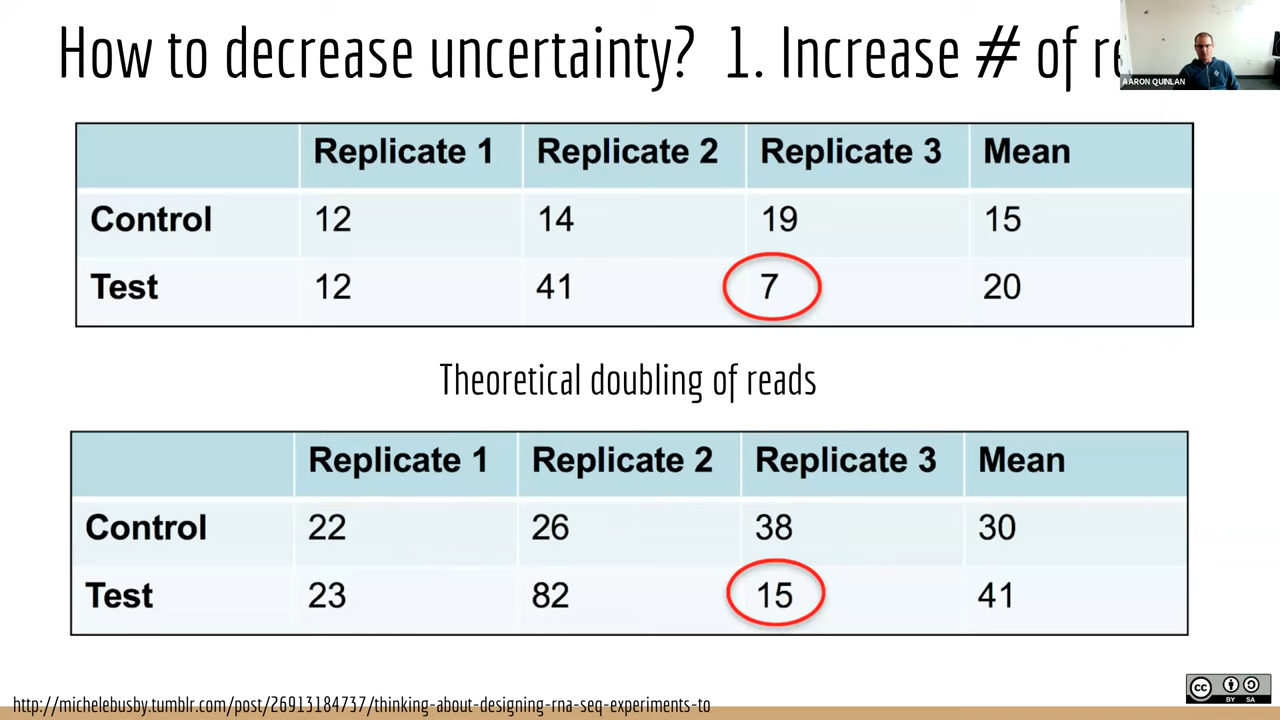 How to decrease uncertainty? 1. Increase # of
AARON QUINLAN
Replicate 1 Replicate 2 Replicate 3 Mean
Control 12 14 19 15
Test 12 41 7 20
Theoretical doubling of reads
Replicate 1 Replicate 2 Replicate 3 Mean
Control 22 26 38 30
Test 23 82 15 41
http://michelebusby.tumblr.com/post/26913184737/thinking-about-designing-rna-seq-experiments-to
CC BY SA